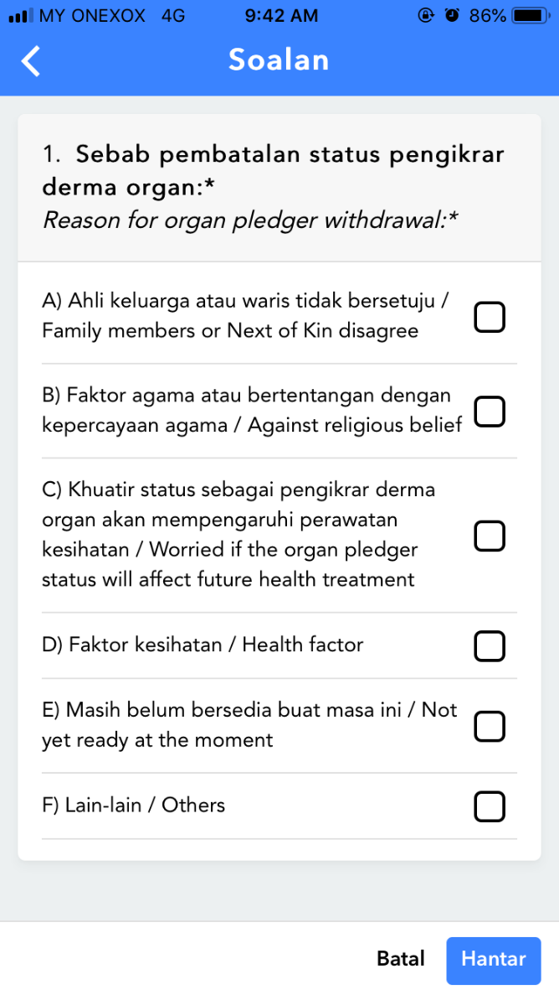 MY ONEXOX 4G 9:42 AM 86%
Soalan
1. Sebab pembatalan status pengikrar
derma organ:*
Reason for organ pledger withdrawal:*
A) Ahli keluarga atau waris tidak bersetuju /
Family members or Next of Kin disagree
B) Faktor agama atau bertentangan dengan
kepercayaan agama / Against religious belief
C) Khuatir status sebagai pengikrar derma
organ akan mempengaruhi perawatan
kesihatan / Worried if the organ pledger
status will affect future health treatment
D) Faktor kesihatan / Health factor
E) Masih belum bersedia buat masa ini / Not
yet ready at the moment
F) Lain-lain / Others
Batal Hantar